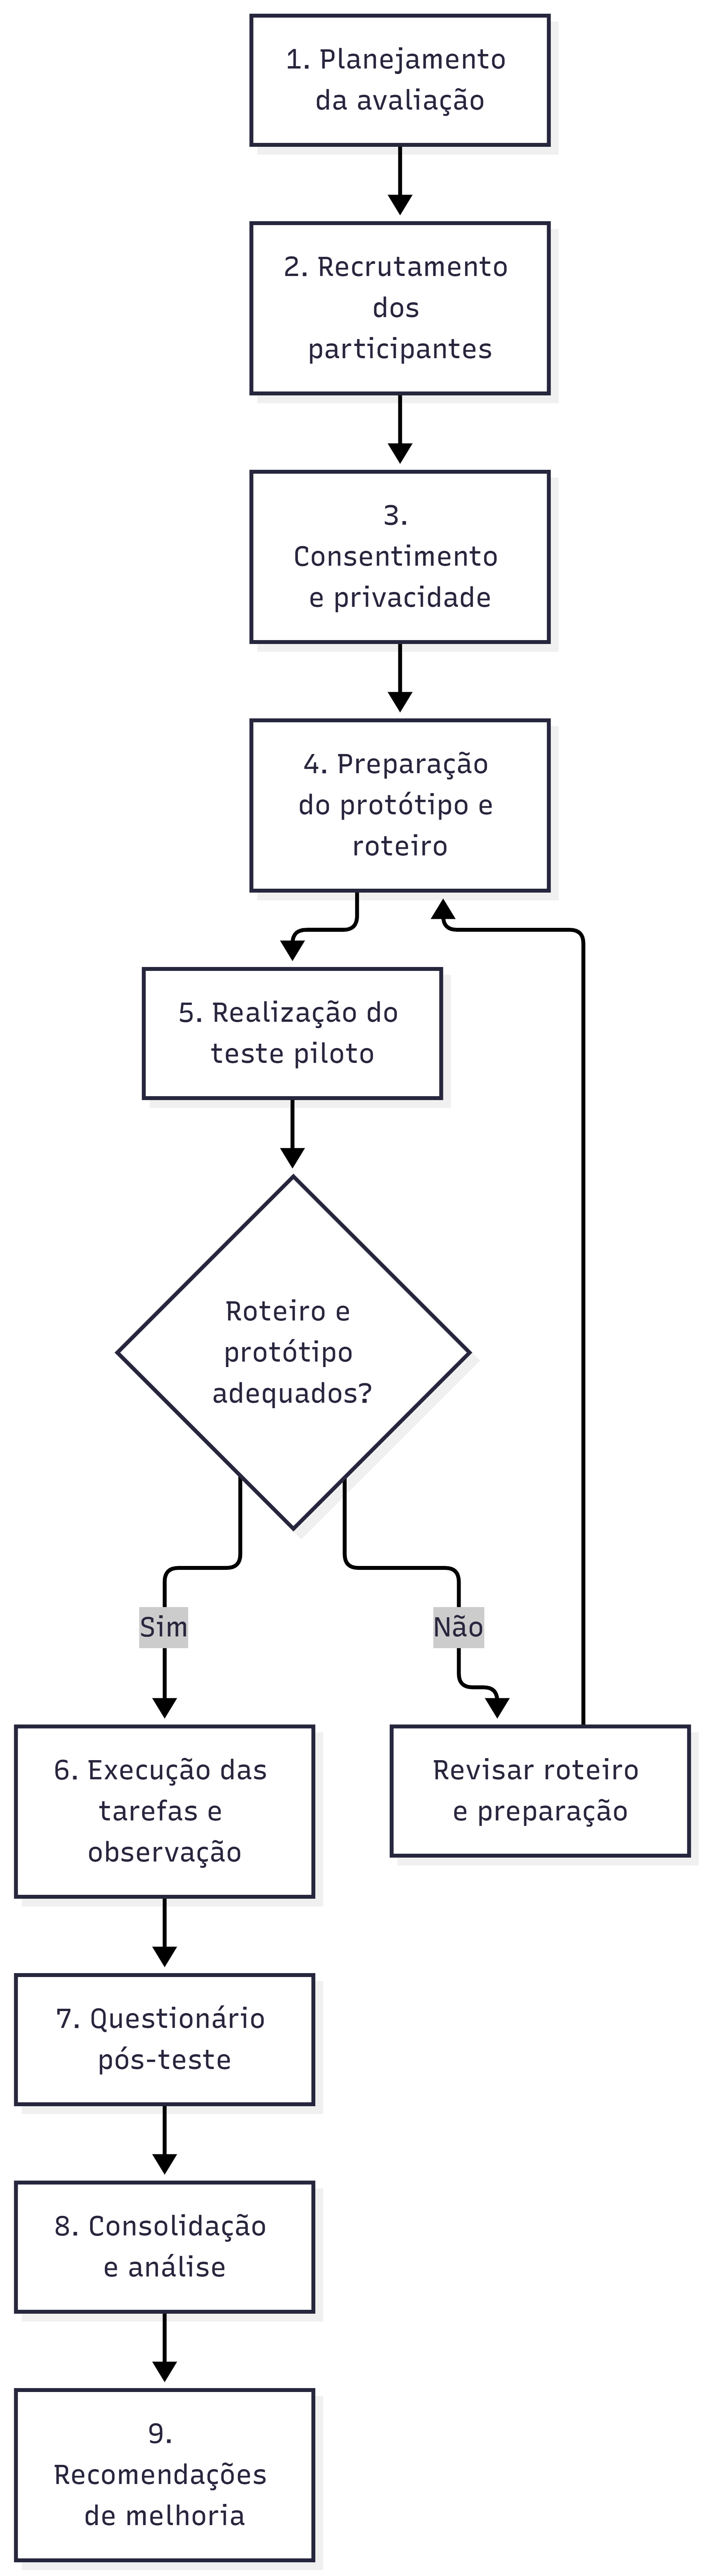 1. Planejamento
da avaliação
2. Recrutamento
dos
participantes
3.
Consentimento
e privacidade
4. Preparação
do protótipo e
roteiro
5. Realização do
teste piloto
Roteiro e
protótipo
adequados?
Sim
Não
6. Execução das
tarefas e
observação
Revisar roteiro
e preparação
7. Questionário
pós-teste
8. Consolidação
e análise
9.
Recomendações
de melhoria